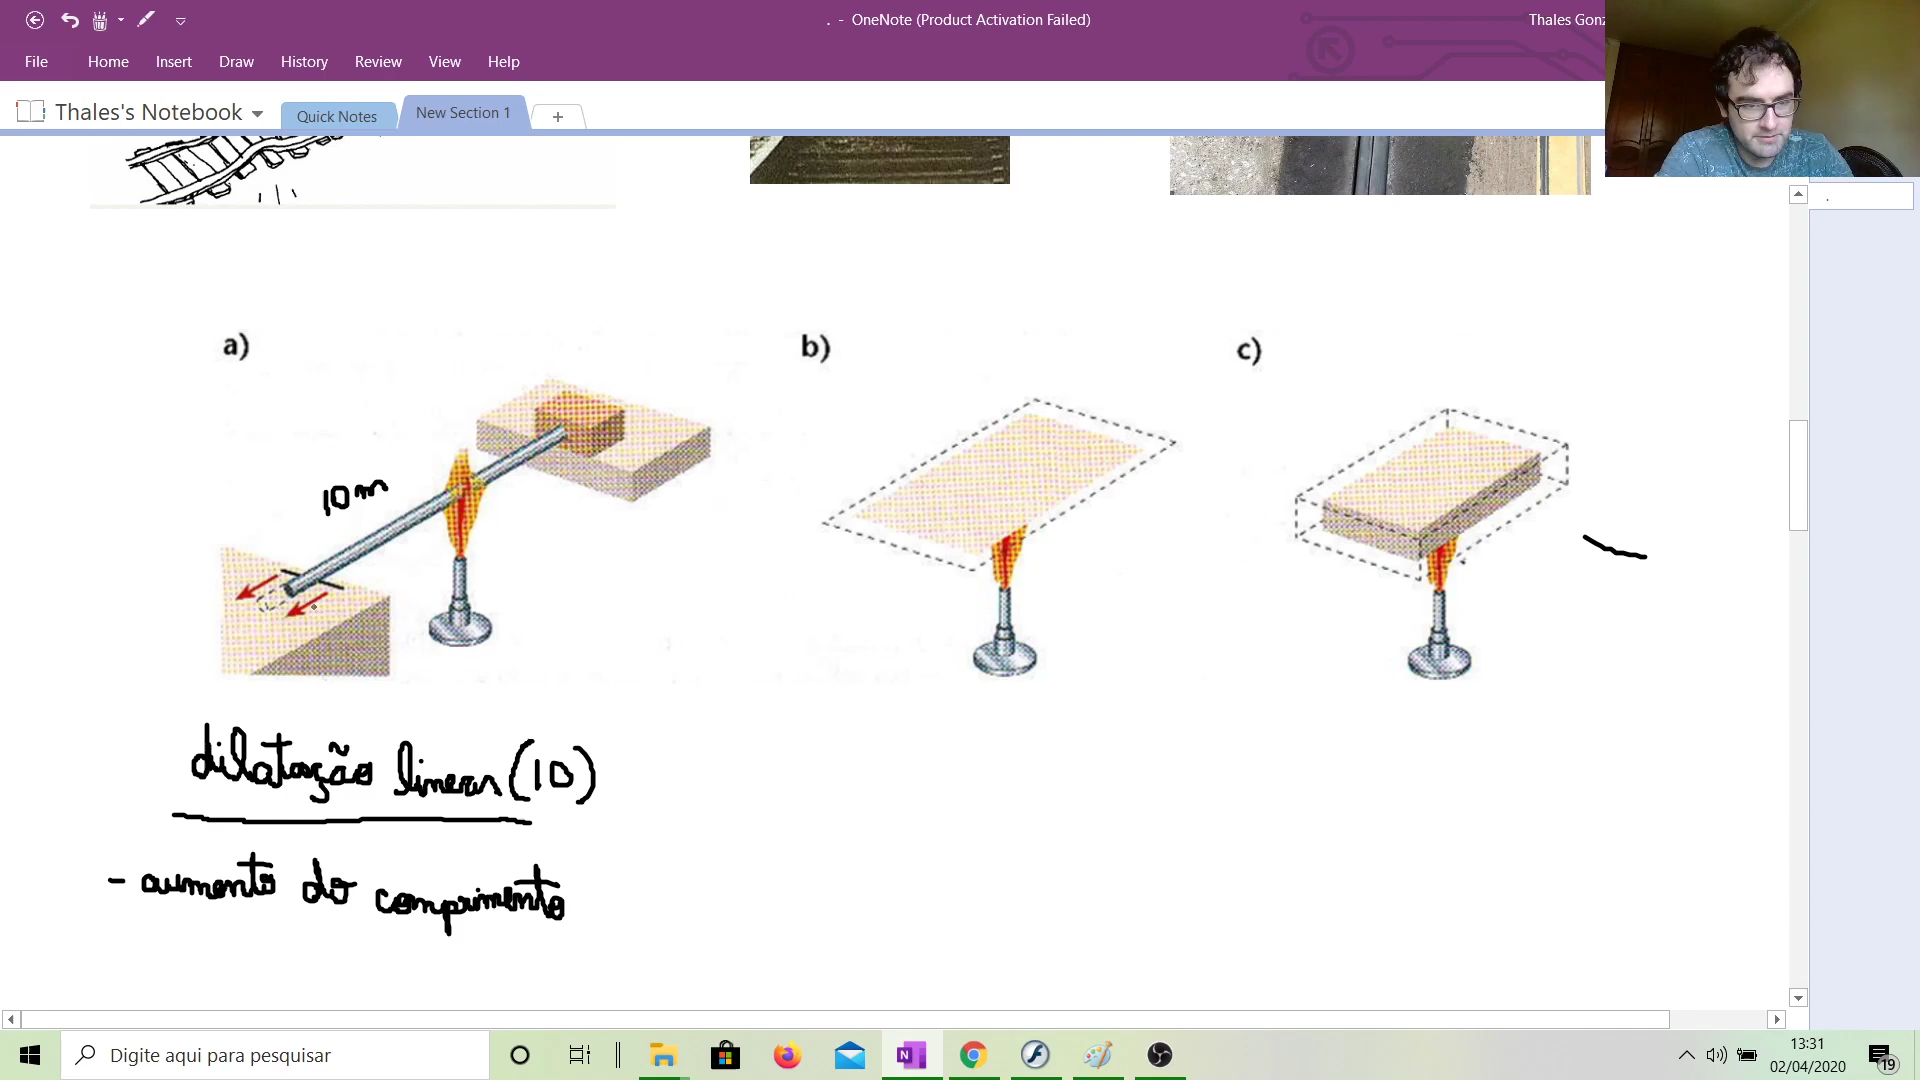 . - OneNote (Product Activation Failed)
Thales Gonz
File Home Insert Draw History Review View Help
Thales's Notebook
Quick Notes
New Section 1
+
.
a)
b)
c)
10m
dilatação linear (1D)
- aumento do comprimento
Digite aqui para pesquisar
13:31
02/04/2020
19